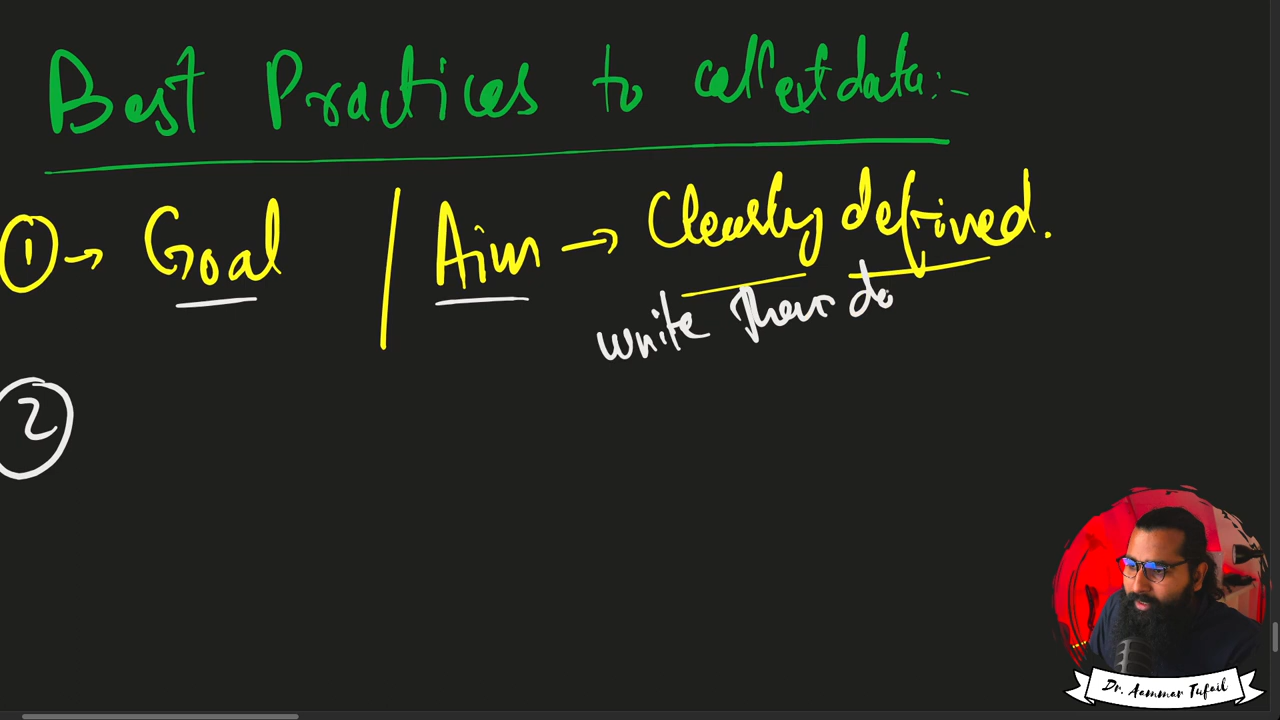 Best Practices to collect data:-
① → Goal / Aim → Clearly defined.
write them do
②
Dr. Aammar Tufail